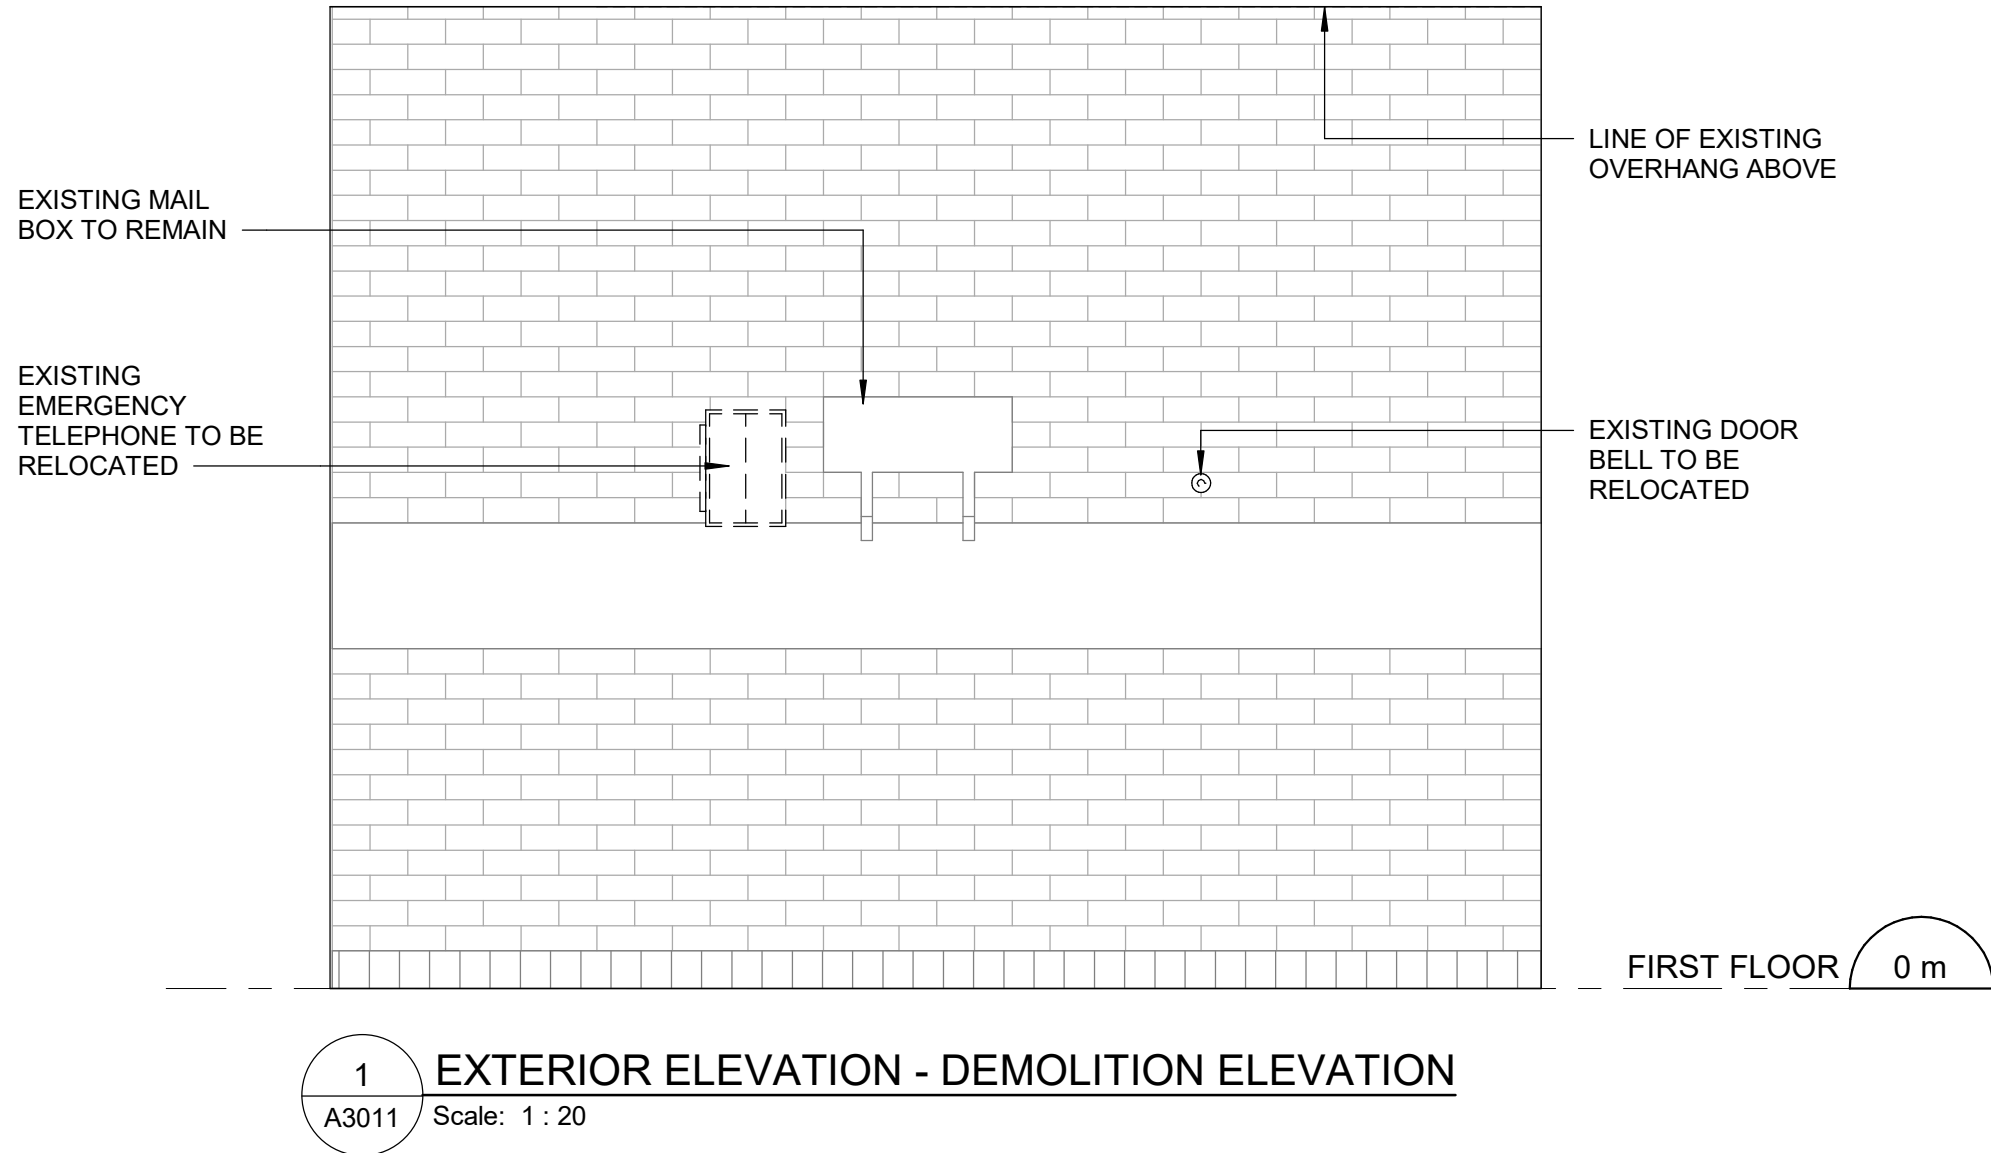 LINE OF EXISTING
OVERHANG ABOVE
EXISTING MAIL
BOX TO REMAIN
EXISTING
EMERGENCY
TELEPHONE TO BE
RELOCATED
EXISTING DOOR
BELL TO BE
RELOCATED
FIRST FLOOR 0 m
1
A3011
EXTERIOR ELEVATION - DEMOLITION ELEVATION
Scale: 1 : 20